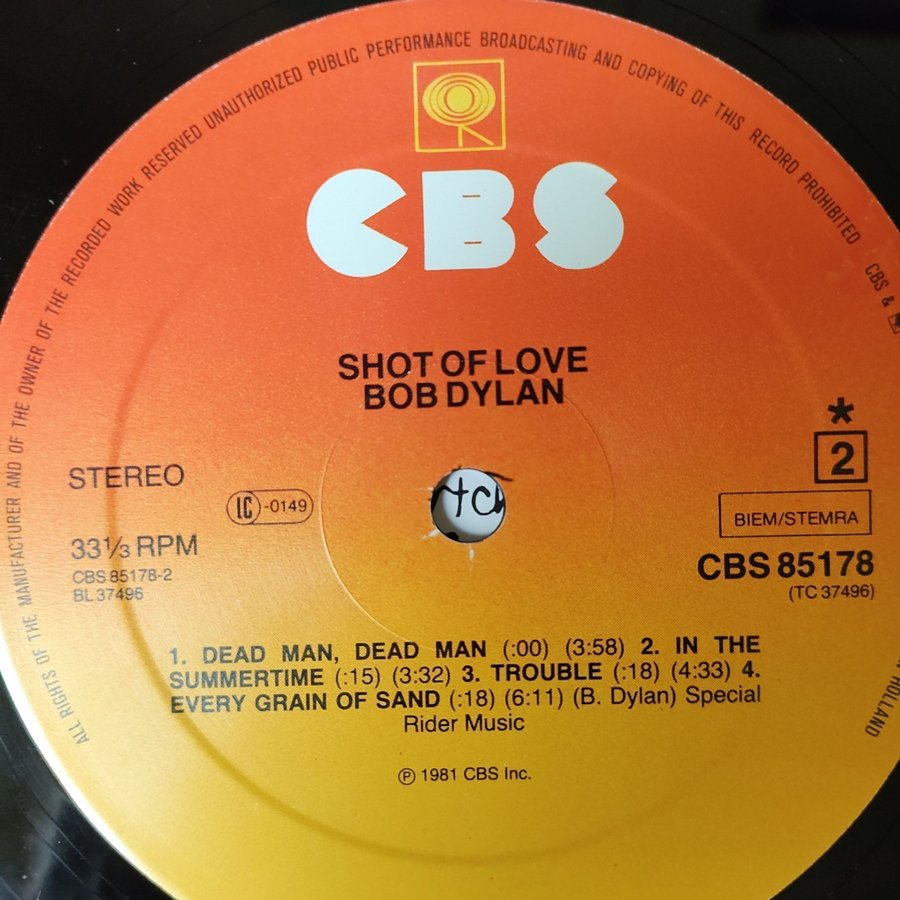 ALL RIGHTS OF THE MANUFACTURER AND OF THE OWNER OF THE RECORDED WORK RESERVED UNAUTHORIZED PUBLIC PERFORMANCE BROADCASTING AND COPYING OF THIS RECORD PROHIBITED
CBS &
HOLLAND
CBS
SHOT OF LOVE
BOB DYLAN
STEREO
IC -0149
33⅓ RPM
CBS 85178-2
BL 37496
*
2
BIEM/STEMRA
CBS 85178
(TC 37496)
1. DEAD MAN, DEAD MAN (:00) (3:58) 2. IN THE
SUMMERTIME (:15) (3:32) 3. TROUBLE (:18) (4:33) 4.
EVERY GRAIN OF SAND (:18) (6:11) (B. Dylan) Special
Rider Music
Ⓟ 1981 CBS Inc.